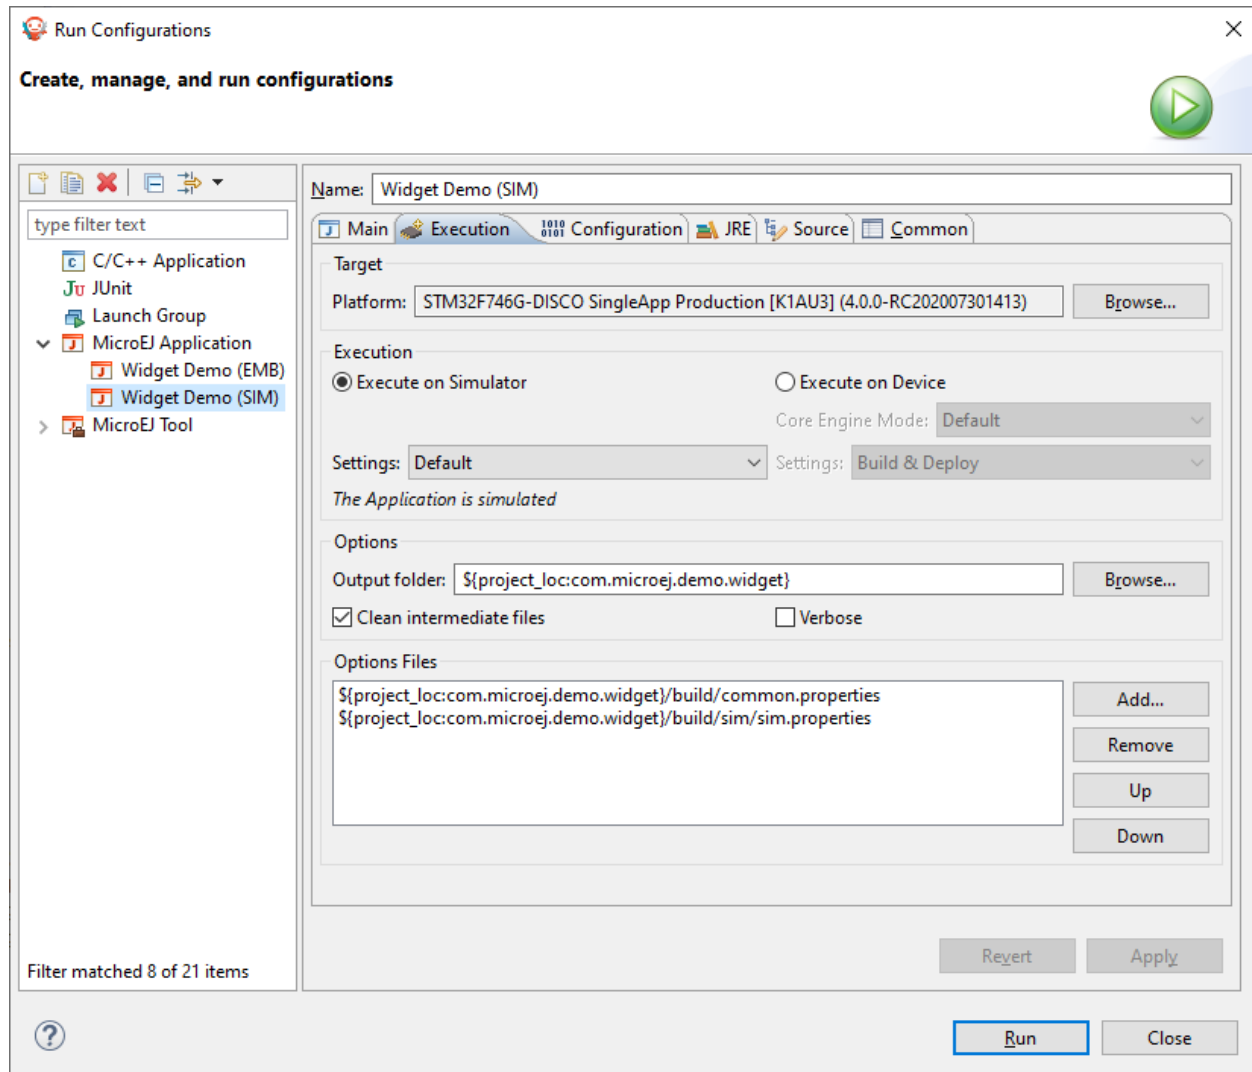 Run Configurations
Create, manage, and run configurations
type filter text
C/C++ Application
JUnit
Launch Group
MicroEJ Application
Widget Demo (EMB)
Widget Demo (SIM)
MicroEJ Tool
Filter matched 8 of 21 items
Name: Widget Demo (SIM)
Main Execution Configuration JRE Source Common
Target
Platform: STM32F746G-DISCO SingleApp Production [K1AU3] (4.0.0-RC202007301413) Browse...
Execution
Execute on Simulator Execute on Device
Core Engine Mode: Default
Settings: Default Settings: Build & Deploy
The Application is simulated
Options
Output folder: ${project_loc:com.microej.demo.widget} Browse...
Clean intermediate files Verbose
Options Files
${project_loc:com.microej.demo.widget}/build/common.properties
${project_loc:com.microej.demo.widget}/build/sim/sim.properties
Add...
Remove
Up
Down
Revert Apply
Run Close